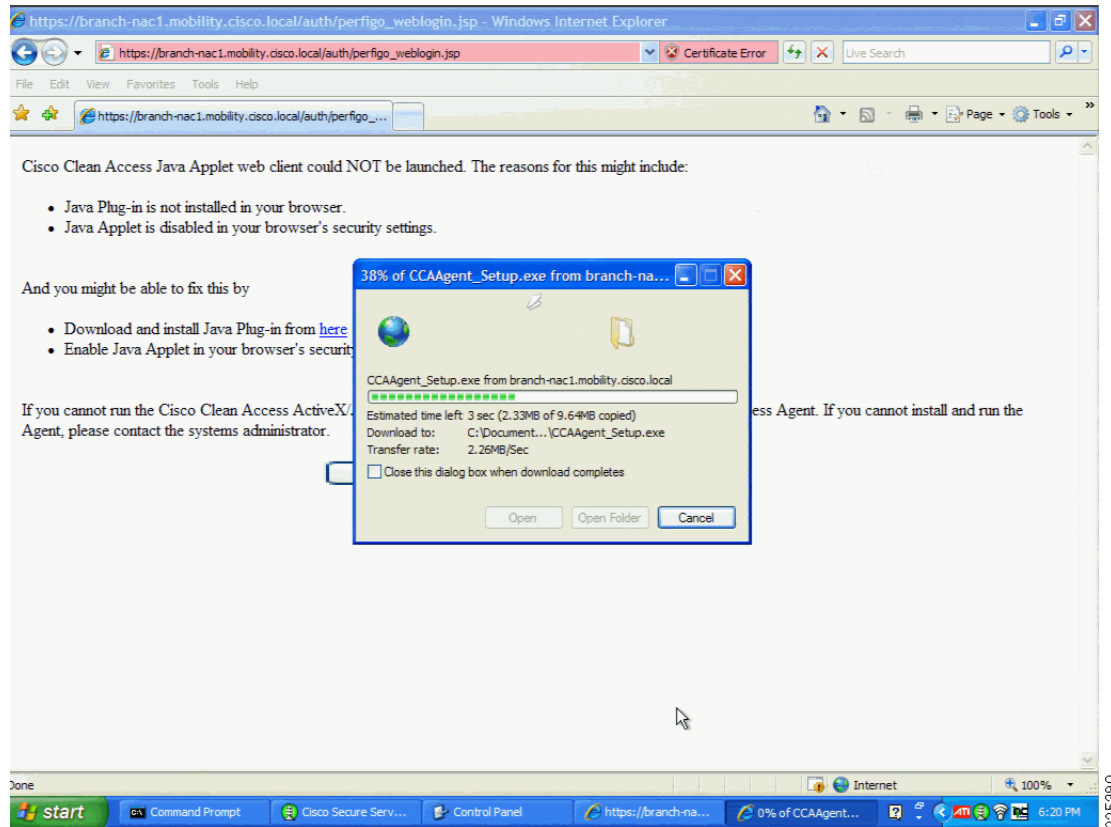 https://branch-nac1.mobility.cisco.local/auth/perfigo_weblogin.jsp - Windows Internet Explorer
https://branch-nac1.mobility.cisco.local/auth/perfigo_weblogin.jsp Certificate Error Live Search
File Edit View Favorites Tools Help
https://branch-nac1.mobility.cisco.local/auth/perfigo_... Page Tools »
Cisco Clean Access Java Applet web client could NOT be launched. The reasons for this might include:
• Java Plug-in is not installed in your browser.
• Java Applet is disabled in your browser's security settings.
And you might be able to fix this by
• Download and install Java Plug-in from here
• Enable Java Applet in your browser's security
If you cannot run the Cisco Clean Access ActiveX/ ess Agent. If you cannot install and run the
Agent, please contact the systems administrator.
38% of CCAAgent_Setup.exe from branch-na...
CCAAgent_Setup.exe from branch-nac1.mobility.cisco.local
Estimated time left 3 sec (2.33MB of 9.64MB copied)
Download to: C:\Document...\CCAAgent_Setup.exe
Transfer rate: 2.26MB/Sec
Close this dialog box when download completes
Open Open Folder Cancel
Done Internet 100%
start Command Prompt Cisco Secure Serv... Control Panel https://branch-na... 0% of CCAAgent... ATI 6:20 PM